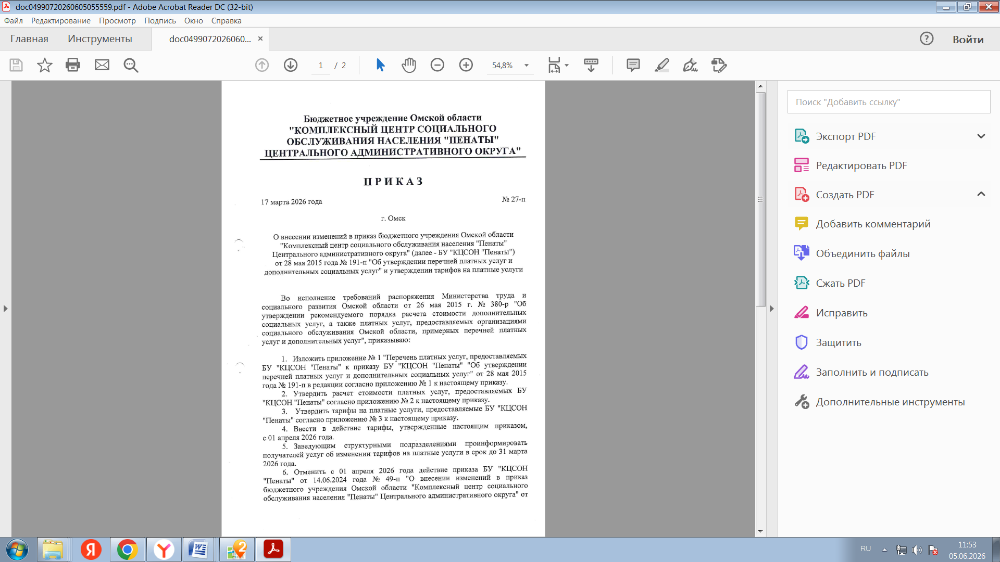 doc04990720260605055559.pdf - Adobe Acrobat Reader DC (32-bit)
Файл Редактирование Просмотр Подпись Окно Справка
Главная Инструменты doc0499072026060... × Войти
1 / 2 54,8%
Бюджетное учреждение Омской области
"КОМПЛЕКСНЫЙ ЦЕНТР СОЦИАЛЬНОГО
ОБСЛУЖИВАНИЯ НАСЕЛЕНИЯ "ПЕНАТЫ"
ЦЕНТРАЛЬНОГО АДМИНИСТРАТИВНОГО ОКРУГА"
П Р И К А З
17 марта 2026 года № 27-п
г. Омск
О внесении изменений в приказ бюджетного учреждения Омской области
"Комплексный центр социального обслуживания населения "Пенаты"
Центрального административного округа" (далее - БУ "КЦСОН "Пенаты")
от 28 мая 2015 года № 191-п "Об утверждении перечней платных услуг и
дополнительных социальных услуг" и утверждении тарифов на платные услуги
Во исполнение требований распоряжения Министерства труда и
социального развития Омской области от 26 мая 2015 г. № 380-р "Об
утверждении рекомендуемого порядка расчета стоимости дополнительных
социальных услуг, а также платных услуг, предоставляемых организациями
социального обслуживания Омской области, примерных перечней платных
услуг и дополнительных услуг", приказываю:
1. Изложить приложение № 1 "Перечень платных услуг, предоставляемых
БУ "КЦСОН "Пенаты" к приказу БУ "КЦСОН "Пенаты" "Об утверждении
перечней платных услуг и дополнительных социальных услуг" от 28 мая 2015
года № 191-п в редакции согласно приложению № 1 к настоящему приказу.
2. Утвердить расчет стоимости платных услуг, предоставляемых БУ
"КЦСОН "Пенаты" согласно приложению № 2 к настоящему приказу.
3. Утвердить тарифы на платные услуги, предоставляемые БУ "КЦСОН
"Пенаты" согласно приложению № 3 к настоящему приказу.
4. Ввести в действие тарифы, утвержденные настоящим приказом,
с 01 апреля 2026 года.
5. Заведующим структурными подразделениями проинформировать
получателей услуг об изменении тарифов на платные услуги в срок до 31 марта
2026 года.
6. Отменить с 01 апреля 2026 года действие приказа БУ "КЦСОН
"Пенаты" от 14.06.2024 года № 49-п "О внесении изменений в приказ
бюджетного учреждения Омской области "Комплексный центр социального
обслуживания населения "Пенаты" Центрального административного округа" от
Поиск "Добавить ссылку"
Экспорт PDF
Редактировать PDF
Создать PDF
Добавить комментарий
Объединить файлы
Сжать PDF
Исправить
Защитить
Заполнить и подписать
Дополнительные инструменты
RU
11:53
05.06.2026